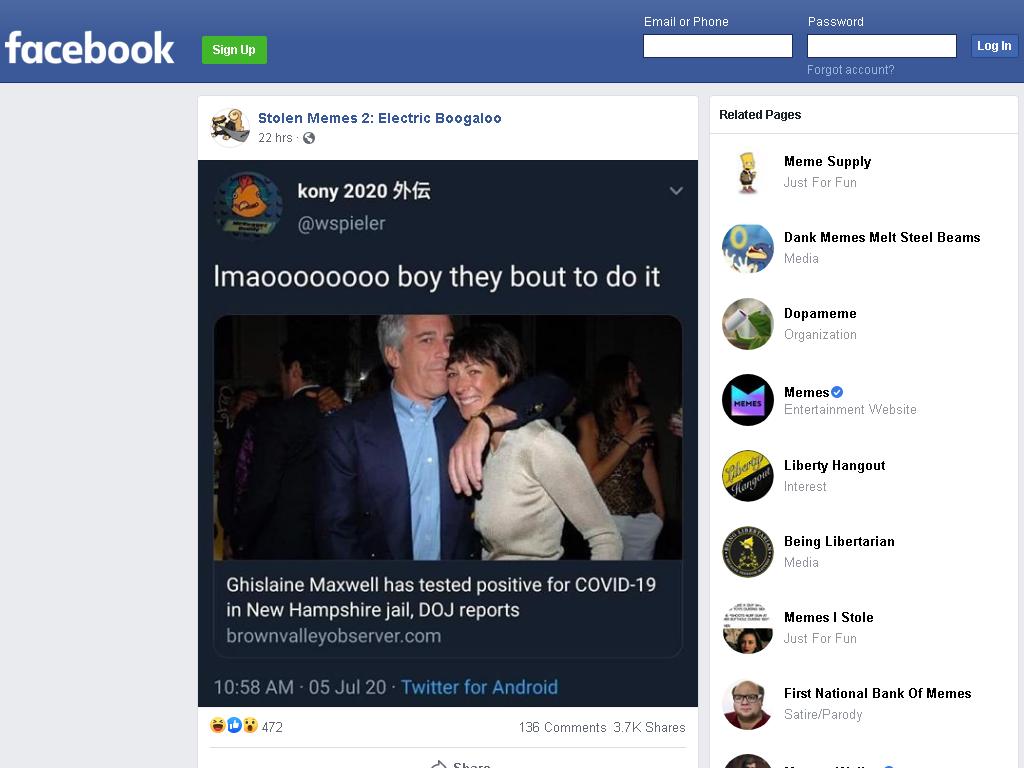 facebook
Sign Up
Email or Phone
Password
Log In
Forgot account?
Stolen Memes 2: Electric Boogaloo
22 hrs ·
kony 2020 外伝
@wspieler
lmaoooooooo boy they bout to do it
Ghislaine Maxwell has tested positive for COVID-19
in New Hampshire jail, DOJ reports
brownvalleyobserver.com
10:58 AM · 05 Jul 20 · Twitter for Android
472
136 Comments 3.7K Shares
Share
Related Pages
Meme Supply
Just For Fun
Dank Memes Melt Steel Beams
Media
Dopameme
Organization
MEMES
Memes
Entertainment Website
Liberty Hangout
Liberty Hangout
Interest
BEING LIBERTARIAN
Being Libertarian
Media
Memes I Stole
Just For Fun
First National Bank Of Memes
Satire/Parody